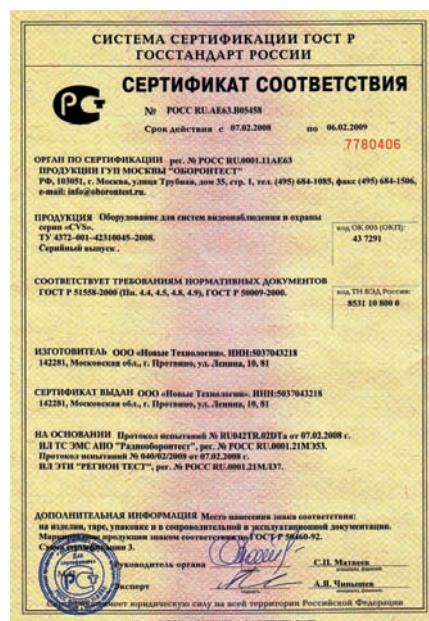 СИСТЕМА СЕРТИФИКАЦИИ ГОСТ Р
ГОССТАНДАРТ РОССИИ
СЕРТИФИКАТ СООТВЕТСТВИЯ
№ РОСС RU.АЕ63.В05458
Срок действия с 07.02.2008 по 06.02.2009
7780406
ОРГАН ПО СЕРТИФИКАЦИИ рег. № РОСС RU.0001.11АЕ63
ПРОДУКЦИИ ГУП МОСКВЫ "ОБОРОНТЕСТ"
РФ, 103051, г. Москва, улица Трубная, дом 35, стр. 1, тел. (495) 684-1085, факс (495) 684-1506,
e-mail: info@oborontest.ru.
ПРОДУКЦИЯ Оборудование для систем видеонаблюдения и охраны
серии «CVS».
ТУ 4372-001-42310045-2008.
Серийный выпуск.
код ОК 005 (ОКП):
43 7291
СООТВЕТСТВУЕТ ТРЕБОВАНИЯМ НОРМАТИВНЫХ ДОКУМЕНТОВ
ГОСТ Р 51558-2000 (Пп. 4.4, 4.5, 4.8, 4.9), ГОСТ Р 50009-2000.
код ТН ВЭД России:
8531 10 800 0
ИЗГОТОВИТЕЛЬ ООО «Новые Технологии». ИНН:5037043218
142281, Московская обл., г. Протвино, ул. Ленина, 10, 81
СЕРТИФИКАТ ВЫДАН ООО «Новые Технологии». ИНН:5037043218
142281, Московская обл., г. Протвино, ул. Ленина, 10, 81
НА ОСНОВАНИИ Протокол испытаний № RU042TR.02DTa от 07.02.2008 г.
ИЛ ТС ЭМС АНО "Радиооборонтест", рег. № РОСС RU.0001.21МЭ53.
Протокол испытаний № 040/02/2008 от 07.02.2008 г.
ИЛ ЭТИ "РЕГИОН ТЕСТ", рег. № РОСС RU.0001.21МЛ37.
ДОПОЛНИТЕЛЬНАЯ ИНФОРМАЦИЯ Место нанесения знака соответствия:
на изделии, таре, упаковке и в сопроводительной и эксплуатационной документации.
Маркирование продукции знаком соответствия по ГОСТ Р 50460-92.
Схема сертификации 3.
Руководитель органа С.П. Матвеев
Эксперт А.Я. Чипышев
Сертификат имеет юридическую силу на всей территории Российской Федерации